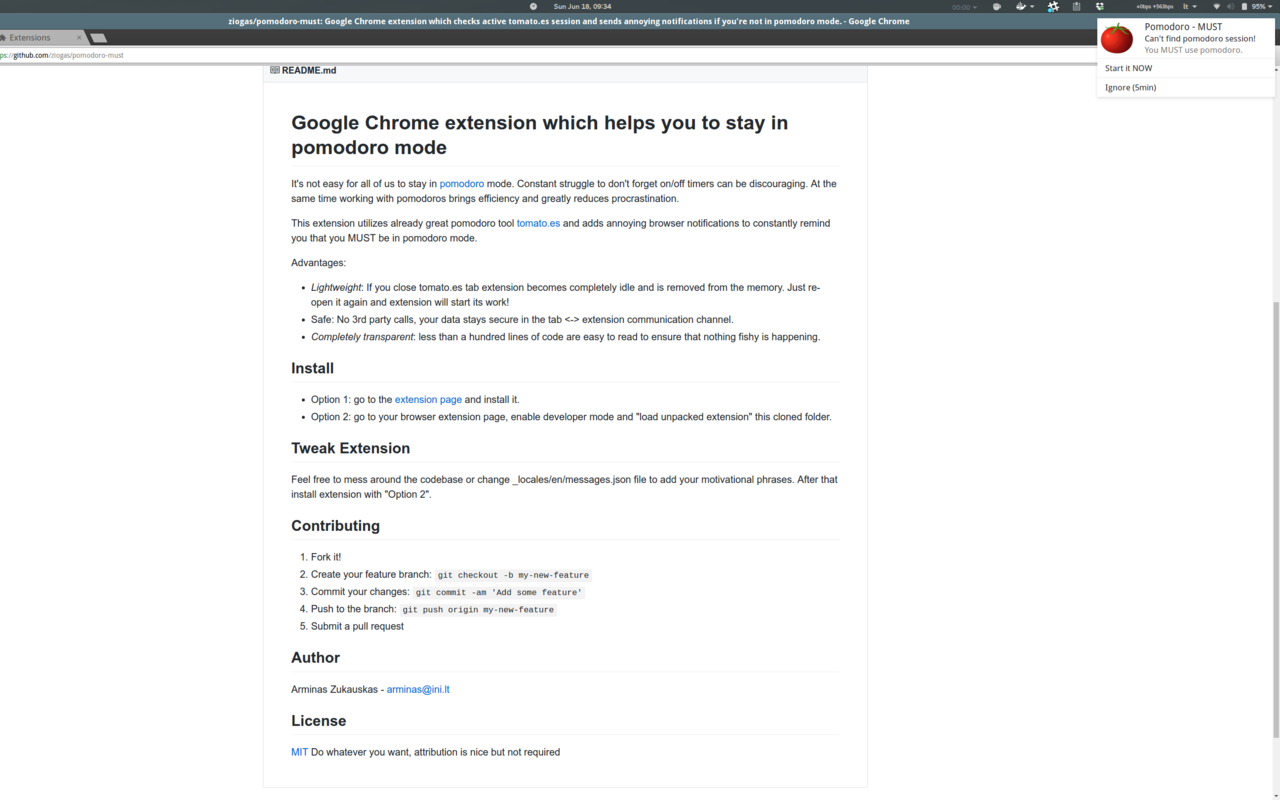 00:00
Sun Jun 18, 09:34
lt
95%
ziogas/pomodoro-must: Google Chrome extension which checks active tomato.es session and sends annoying notifications if you're not in pomodoro mode. - Google Chrome
Extensions
ps://github.com/ziogas/pomodoro-must
Pomodoro - MUST
Can't find pomodoro session!
You MUST use pomodoro.
Start it NOW
Ignore (5min)
README.md
Google Chrome extension which helps you to stay in
pomodoro mode
It's not easy for all of us to stay in pomodoro mode. Constant struggle to don't forget on/off timers can be discouraging. At the
same time working with pomodoros brings efficiency and greatly reduces procrastination.
This extension utilizes already great pomodoro tool tomato.es and adds annoying browser notifications to constantly remind
you that you MUST be in pomodoro mode.
Advantages:
• Lightweight: If you close tomato.es tab extension becomes completely idle and is removed from the memory. Just re-
open it again and extension will start its work!
• Safe: No 3rd party calls, your data stays secure in the tab <-> extension communication channel.
• Completely transparent: less than a hundred lines of code are easy to read to ensure that nothing fishy is happening.
Install
• Option 1: go to the extension page and install it.
• Option 2: go to your browser extension page, enable developer mode and "load unpacked extension" this cloned folder.
Tweak Extension
Feel free to mess around the codebase or change _locales/en/messages.json file to add your motivational phrases. After that
install extension with "Option 2".
Contributing
1. Fork it!
2. Create your feature branch: git checkout -b my-new-feature
3. Commit your changes: git commit -am 'Add some feature'
4. Push to the branch: git push origin my-new-feature
5. Submit a pull request
Author
Arminas Zukauskas - arminas@ini.lt
License
MIT Do whatever you want, attribution is nice but not required